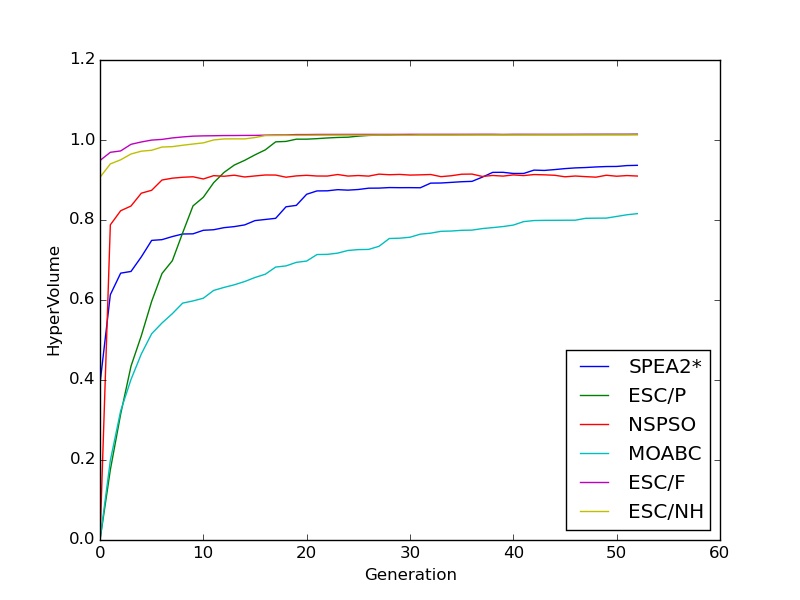 1.2
1.0
0.8
0.6
0.4
0.2
0.0
HyperVolume
0 10 20 30 40 50 60
Generation
SPEA2*
ESC/P
NSPSO
MOABC
ESC/F
ESC/NH